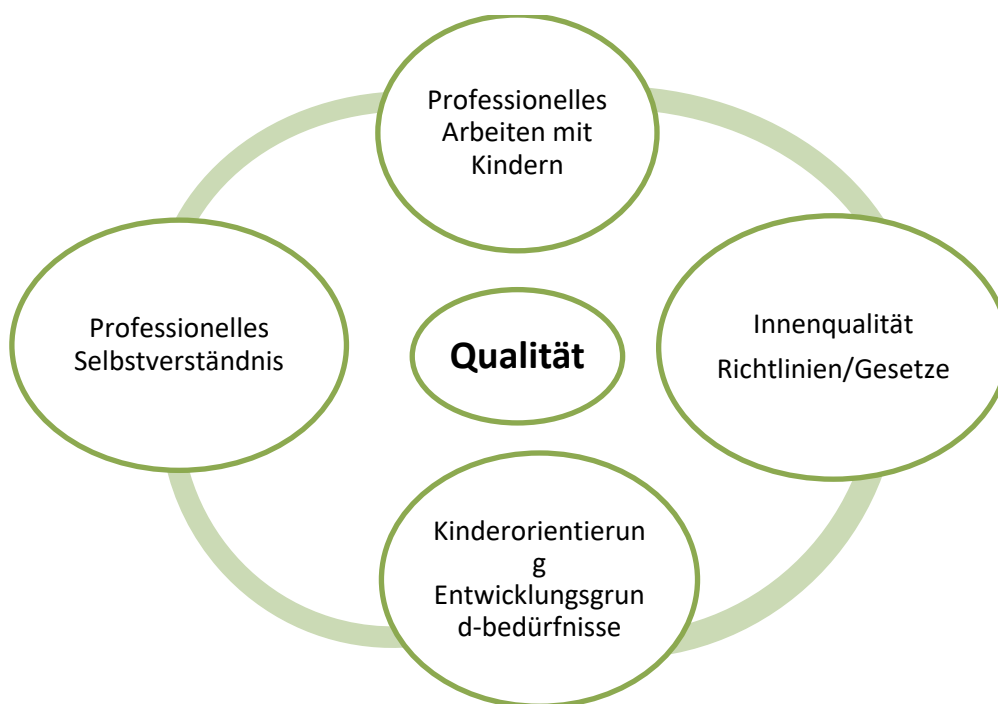 Professionelles
Arbeiten mit
Kindern
Professionelles
Selbstverständnis
Qualität
Innenqualität
Richtlinien/Gesetze
Kinderorientierun
g
Entwicklungsgrun
d-bedürfnisse